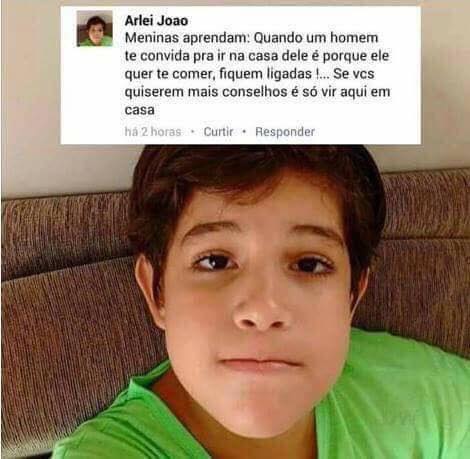 Arlei Joao
Meninas aprendam: Quando um homem
te convida pra ir na casa dele é porque ele
quer te comer, fiquem ligadas !... Se vcs
quiserem mais conselhos é só vir aqui em
casa
há 2 horas · Curtir · Responder